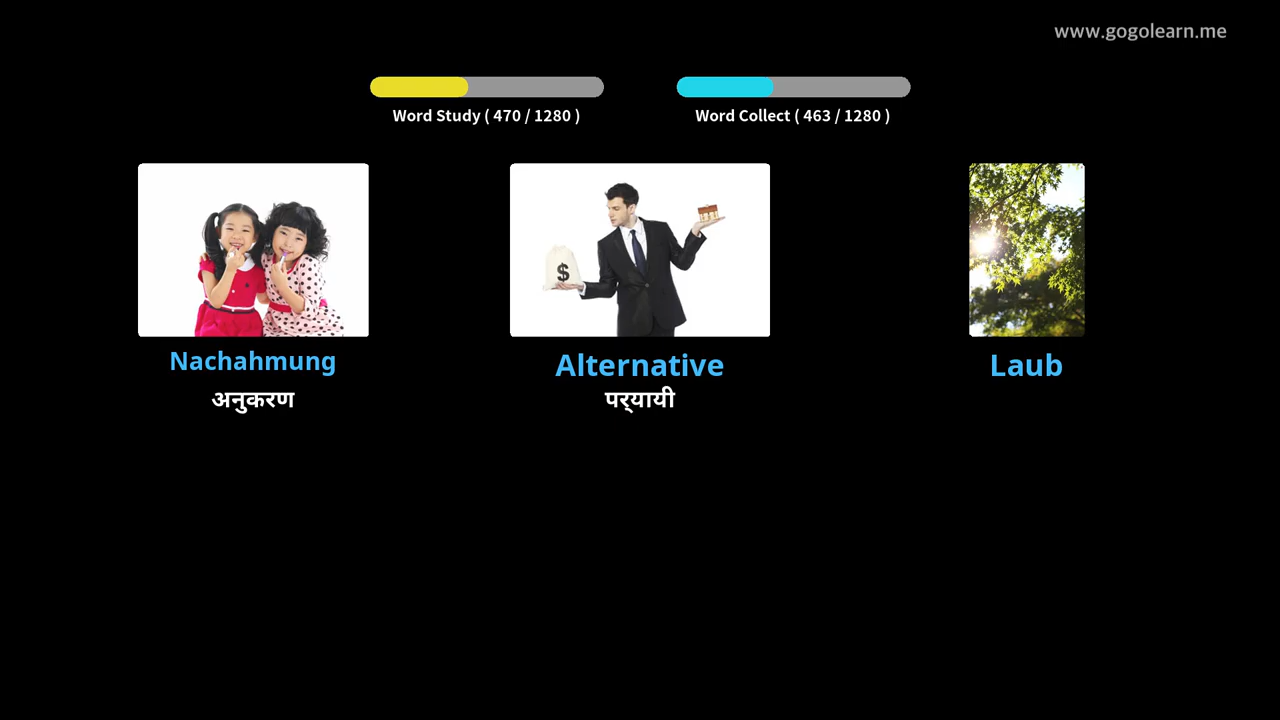 www.gogolearn.me
Word Study ( 470 / 1280 )
Word Collect ( 463 / 1280 )
$
Nachahmung
Alternative
Laub
अनुकरण
पर्यायी